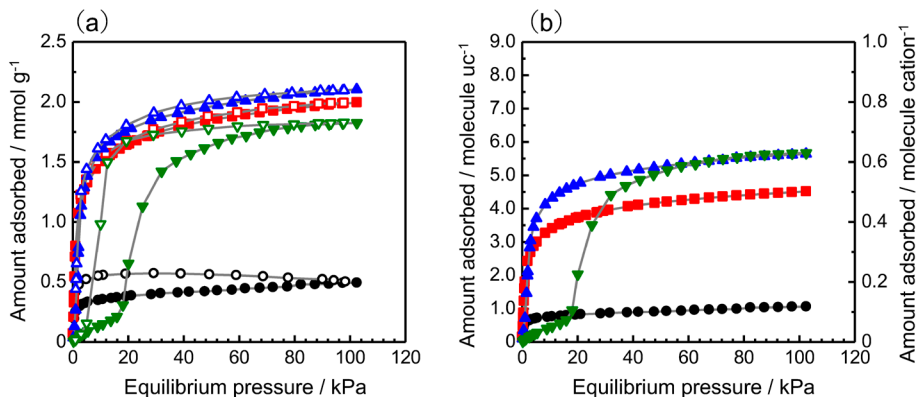 (a)
Amount adsorbed / mmol g⁻¹
2.5
2.0
1.5
1.0
0.5
0
0 20 40 60 80 100 120
Equilibrium pressure / kPa
(b)
Amount adsorbed / molecule uc⁻¹
9.0
8.0
7.0
6.0
5.0
4.0
3.0
2.0
1.0
0
0 20 40 60 80 100 120
Equilibrium pressure / kPa
1.0
0.8
0.6
0.4
0.2
0
Amount adsorbed / molecule cation⁻¹